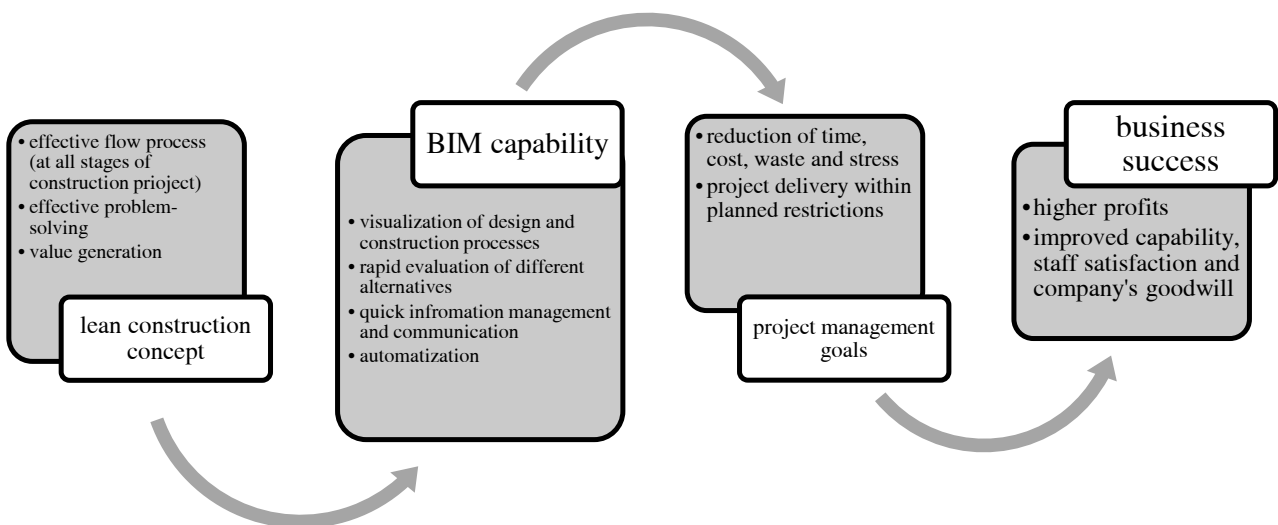 • effective flow process
(at all stages of
construction prioject)
• effective problem-
solving
• value generation
lean construction
concept
BIM capability
• visualization of design and
construction processes
• rapid evaluation of different
alternatives
• quick infromation management
and communication
• automatization
• reduction of time,
cost, waste and stress
• project delivery within
planned restrictions
project management
goals
business
success
• higher profits
• improved capability,
staff satisfaction and
company's goodwill